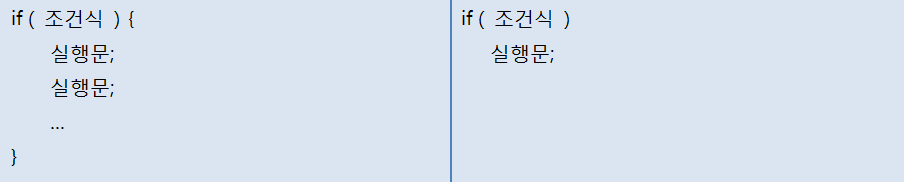 if ( 조건식 ) {
실행문;
실행문;
...
}
if ( 조건식 )
실행문;